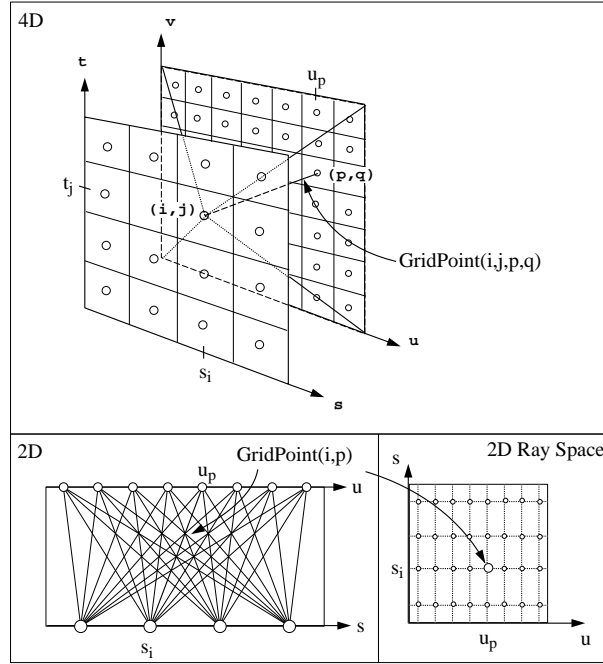 4D
v
t
u_p
(p,q)
t_j
(i,j)
GridPoint(i,j,p,q)
u
s_i
s
2D
GridPoint(i,p)
u_p
u
s
s_i
2D Ray Space
s
s_i
u_p
u